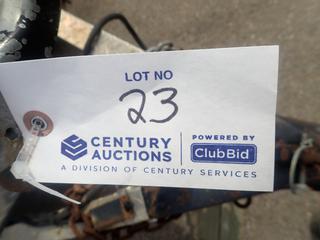 LOT NO
23
CENTURY AUCTIONS
POWERED BY
ClubBid
A DIVISION OF CENTURY SERVICES